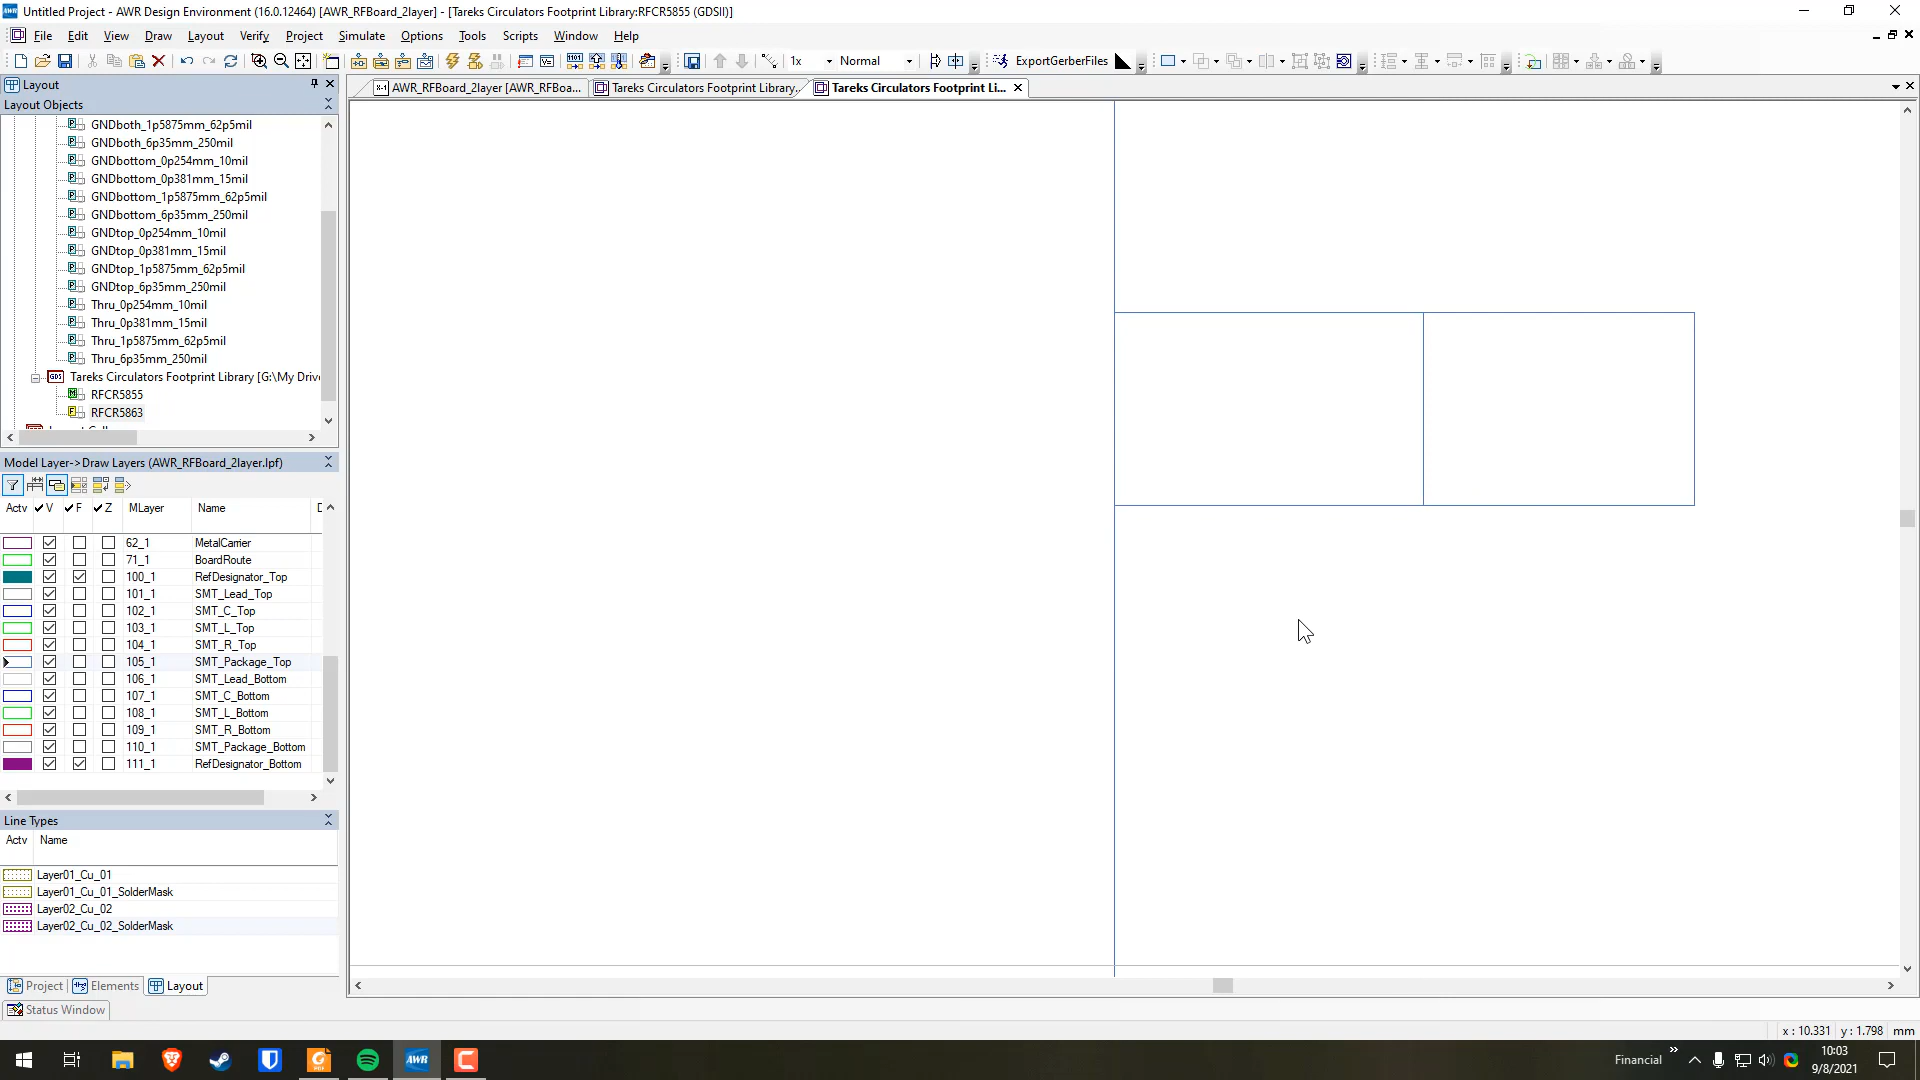 Untitled Project - AWR Design Environment (16.0.12464) [AWR_RFBoard_2layer] - [Tareks Circulators Footprint Library:RFCR5855 (GDSII)]
File Edit View Draw Layout Verify Project Simulate Options Tools Scripts Window Help
1x Normal ExportGerberFiles
Layout
Layout Objects
GNDboth_1p5875mm_62p5mil
GNDboth_6p35mm_250mil
GNDbottom_0p254mm_10mil
GNDbottom_0p381mm_15mil
GNDbottom_1p5875mm_62p5mil
GNDbottom_6p35mm_250mil
GNDtop_0p254mm_10mil
GNDtop_0p381mm_15mil
GNDtop_1p5875mm_62p5mil
GNDtop_6p35mm_250mil
Thru_0p254mm_10mil
Thru_0p381mm_15mil
Thru_1p5875mm_62p5mil
Thru_6p35mm_250mil
Tareks Circulators Footprint Library [G:\My Driv
RFCR5855
RFCR5863
AWR_RFBoard_2layer [AWR_RFBoa...
Tareks Circulators Footprint Library...
Tareks Circulators Footprint Li...
Model Layer->Draw Layers (AWR_RFBoard_2layer.lpf)
Actv V F Z MLayer Name
62_1 MetalCarrier
71_1 BoardRoute
100_1 RefDesignator_Top
101_1 SMT_Lead_Top
102_1 SMT_C_Top
103_1 SMT_L_Top
104_1 SMT_R_Top
105_1 SMT_Package_Top
106_1 SMT_Lead_Bottom
107_1 SMT_C_Bottom
108_1 SMT_L_Bottom
109_1 SMT_R_Bottom
110_1 SMT_Package_Bottom
111_1 RefDesignator_Bottom
Line Types
Actv Name
Layer01_Cu_01
Layer01_Cu_01_SolderMask
Layer02_Cu_02
Layer02_Cu_02_SolderMask
Project Elements Layout
Status Window
x : 10.331 y : 1.798 mm
Financial
10:03
9/8/2021